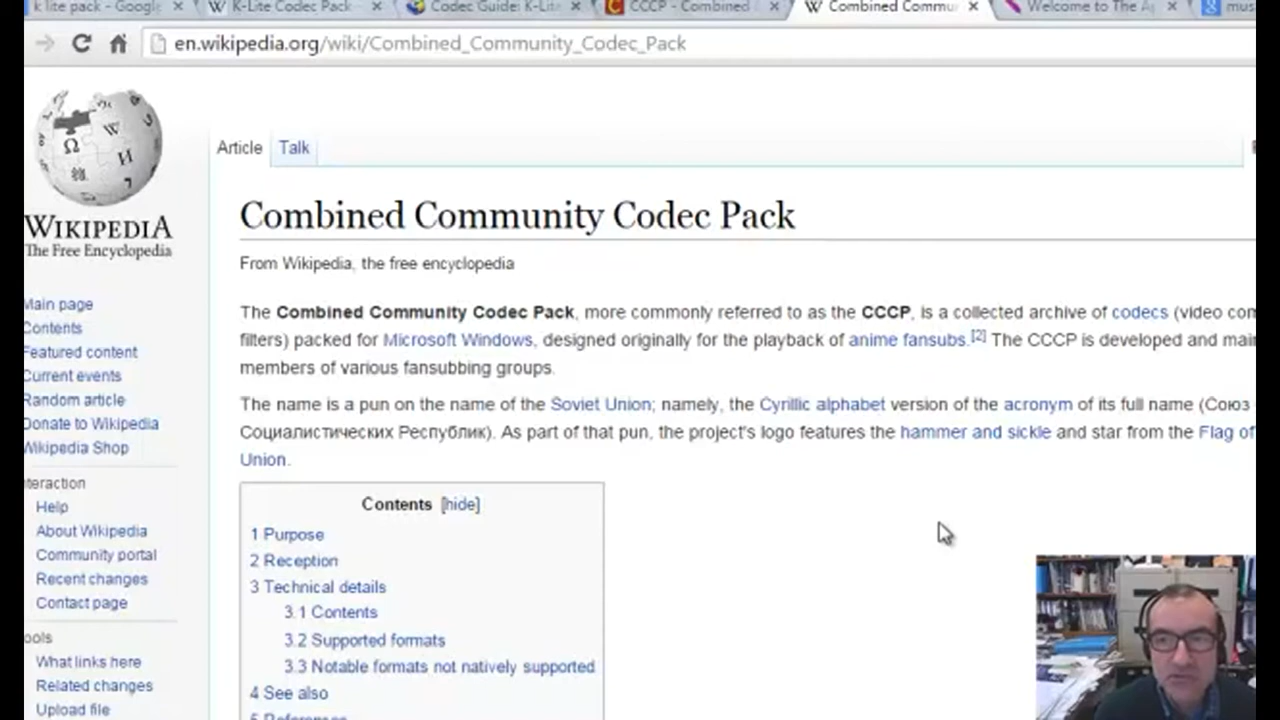 k lite pack - Google
K-Lite Codec Pack
Codec Guide: K-Lite
CCCP - Combined
Combined Commu
Welcome to The A
mus
en.wikipedia.org/wiki/Combined_Community_Codec_Pack
WIKIPEDIA
The Free Encyclopedia
Article Talk
Combined Community Codec Pack
From Wikipedia, the free encyclopedia
The Combined Community Codec Pack, more commonly referred to as the CCCP, is a collected archive of codecs (video com
filters) packed for Microsoft Windows, designed originally for the playback of anime fansubs.[2] The CCCP is developed and mai
members of various fansubbing groups.
The name is a pun on the name of the Soviet Union; namely, the Cyrillic alphabet version of the acronym of its full name (Союз
Социалистических Республик). As part of that pun, the project's logo features the hammer and sickle and star from the Flag of
Union.
Main page
Contents
Featured content
Current events
Random article
Donate to Wikipedia
Wikipedia Shop
teraction
Help
About Wikipedia
Community portal
Recent changes
Contact page
ools
What links here
Related changes
Upload file
Contents [hide]
1 Purpose
2 Reception
3 Technical details
3.1 Contents
3.2 Supported formats
3.3 Notable formats not natively supported
4 See also
5 References